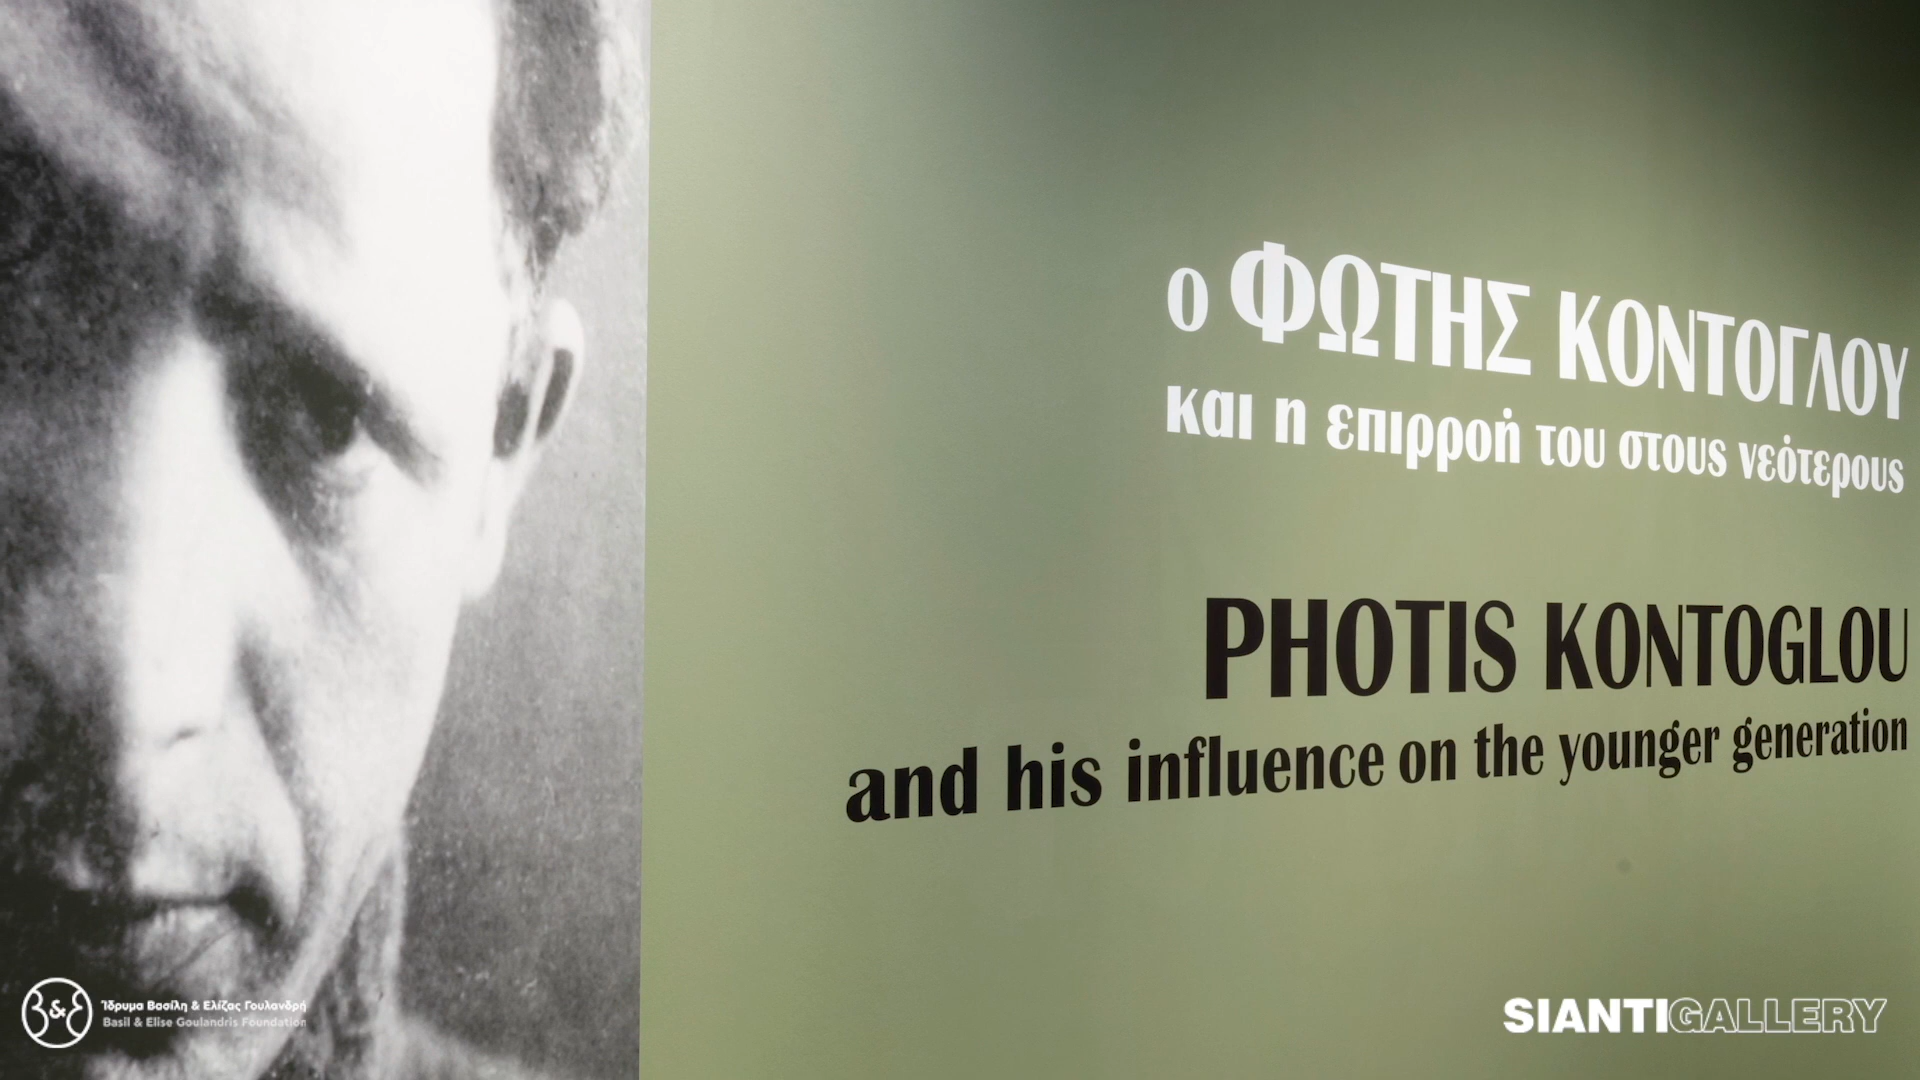 ο ΦΩΤΗΣ ΚΟΝΤΟΓΛΟΥ
και η επιρροή του στους νεότερους
PHOTIS KONTOGLOU
and his influence on the younger generation
B&E
Ίδρυμα Βασίλη & Ελίζας Γουλανδρή
Basil & Elise Goulandris Foundation
SIANTIGALLERY